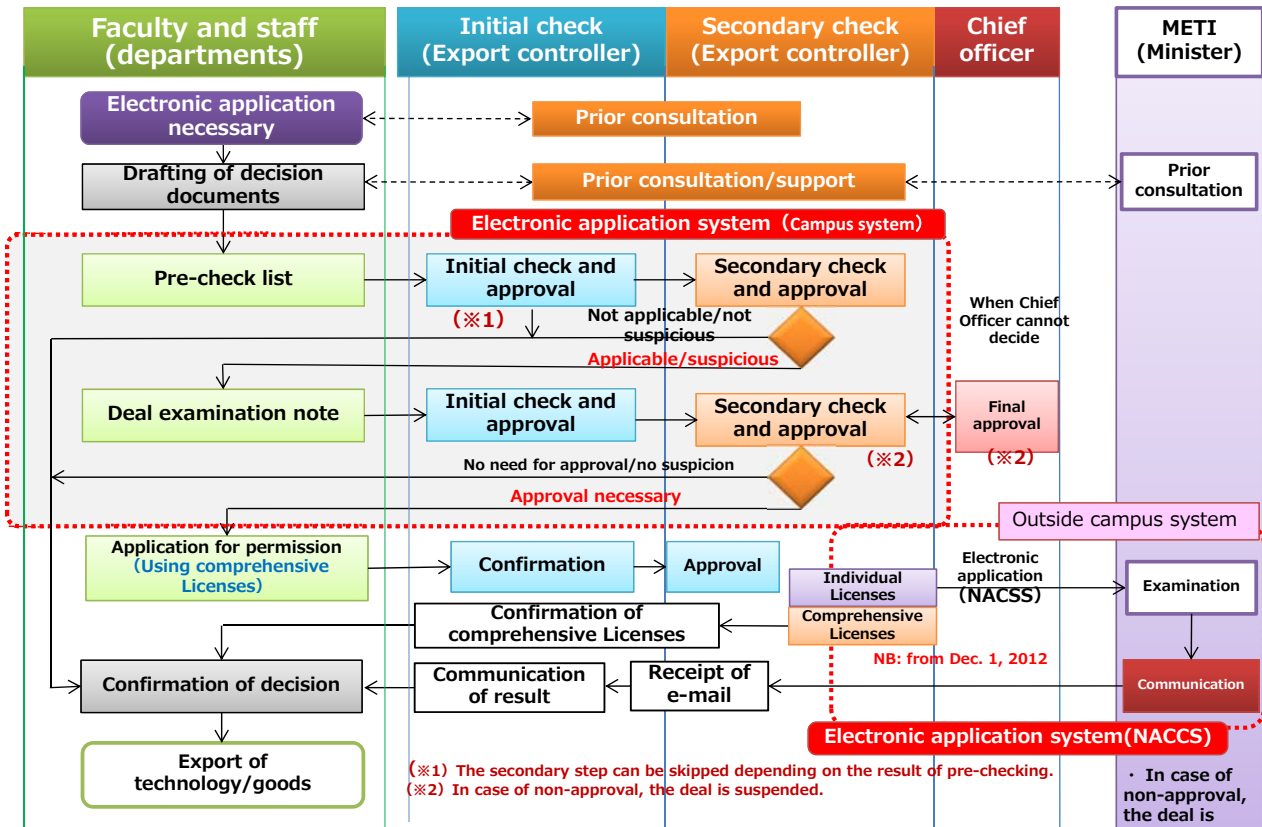 Faculty and staff
(departments)
Initial check
(Export controller)
Secondary check
(Export controller)
Chief
officer
METI
(Minister)
Electronic application
necessary
Prior consultation
Drafting of decision
documents
Prior consultation/support
Prior
consultation
Electronic application system (Campus system)
Pre-check list
Initial check and
approval
Secondary check
and approval
(※1)
Not applicable/not
suspicious
When Chief
Officer cannot
decide
Applicable/suspicious
Deal examination note
Initial check and
approval
Secondary check
and approval
(※2)
Final
approval
(※2)
No need for approval/no suspicion
Approval necessary
Outside campus system
Application for permission
(Using comprehensive
Licenses)
Confirmation
Approval
Individual
Licenses
Electronic
application
(NACSS)
Examination
Confirmation of
comprehensive Licenses
Comprehensive
Licenses
NB: from Dec. 1, 2012
Confirmation of decision
Communication
of result
Receipt of
e-mail
Communication
Electronic application system(NACCS)
Export of
technology/goods
(※1) The secondary step can be skipped depending on the result of pre-checking.
(※2) In case of non-approval, the deal is suspended.
・ In case of
non-approval,
the deal is